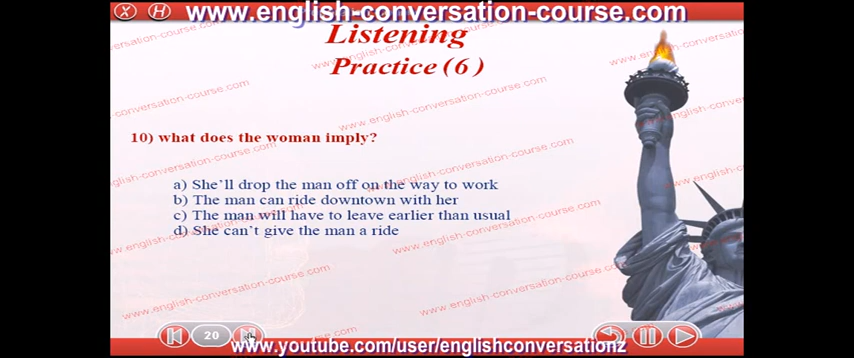 X H www.english-conversation-course.com
Listening
Practice (6)
10) what does the woman imply?
a) She'll drop the man off on the way to work
b) The man can ride downtown with her
c) The man will have to leave earlier than usual
d) She can't give the man a ride
20
www.youtube.com/user/englishconversationz